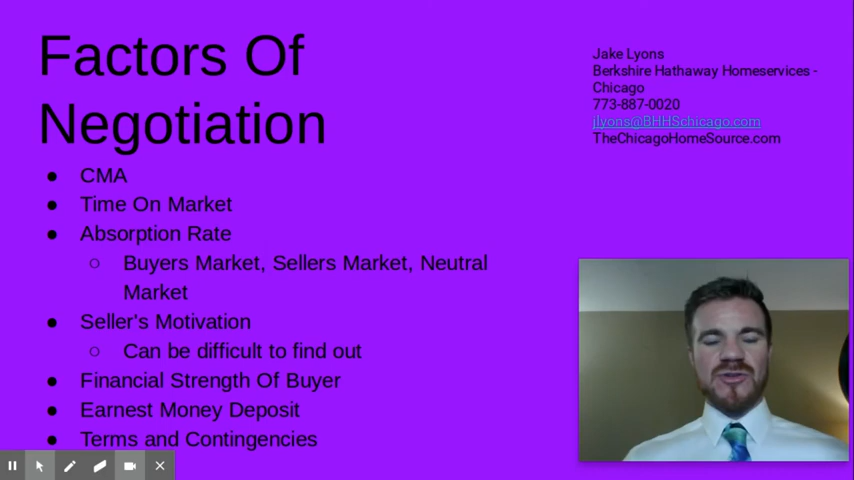 Factors Of
Negotiation
● CMA
● Time On Market
● Absorption Rate
○ Buyers Market, Sellers Market, Neutral
Market
● Seller's Motivation
○ Can be difficult to find out
● Financial Strength Of Buyer
● Earnest Money Deposit
● Terms and Contingencies
Jake Lyons
Berkshire Hathaway Homeservices -
Chicago
773-887-0020
jlyons@BHHSchicago.com
TheChicagoHomeSource.com